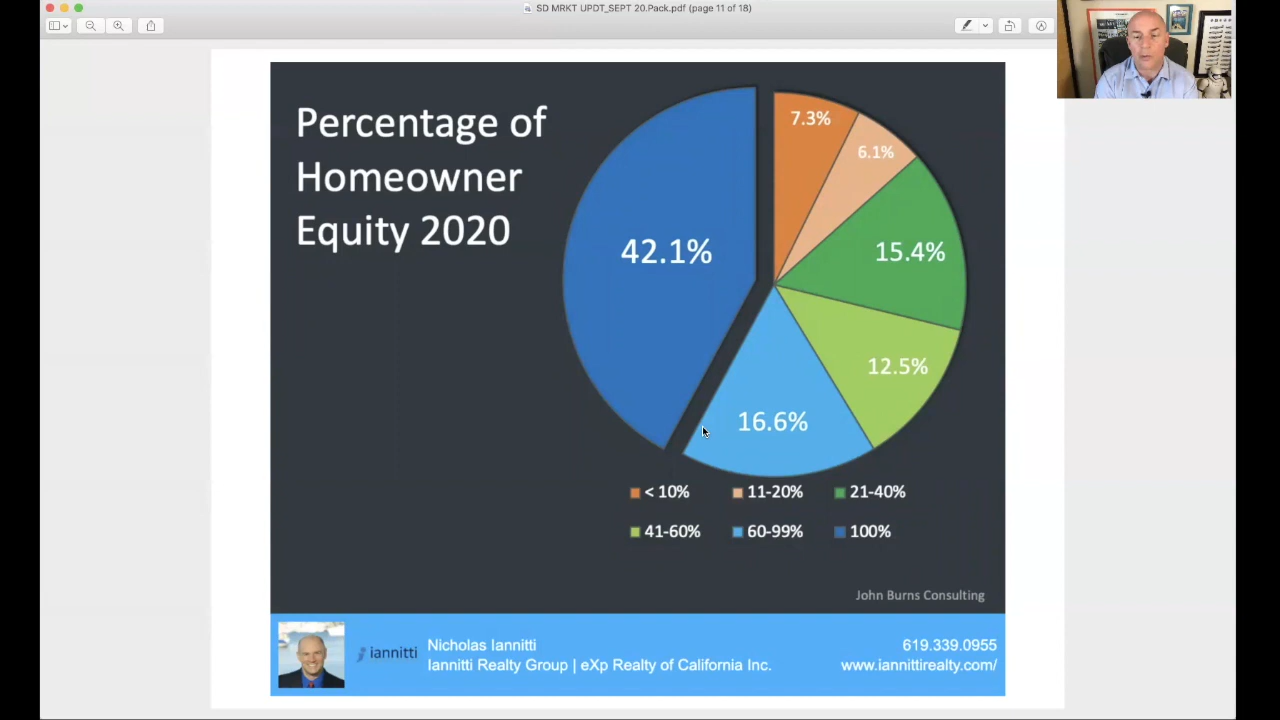 SD MRKT UPDT_SEPT 20.Pack.pdf (page 11 of 18)
Percentage of
Homeowner
Equity 2020
7.3%
6.1%
15.4%
42.1%
12.5%
16.6%
< 10%
11-20%
21-40%
41-60%
60-99%
100%
John Burns Consulting
iannitti
Nicholas Iannitti
Iannitti Realty Group | eXp Realty of California Inc.
619.339.0955
www.iannittirealty.com/